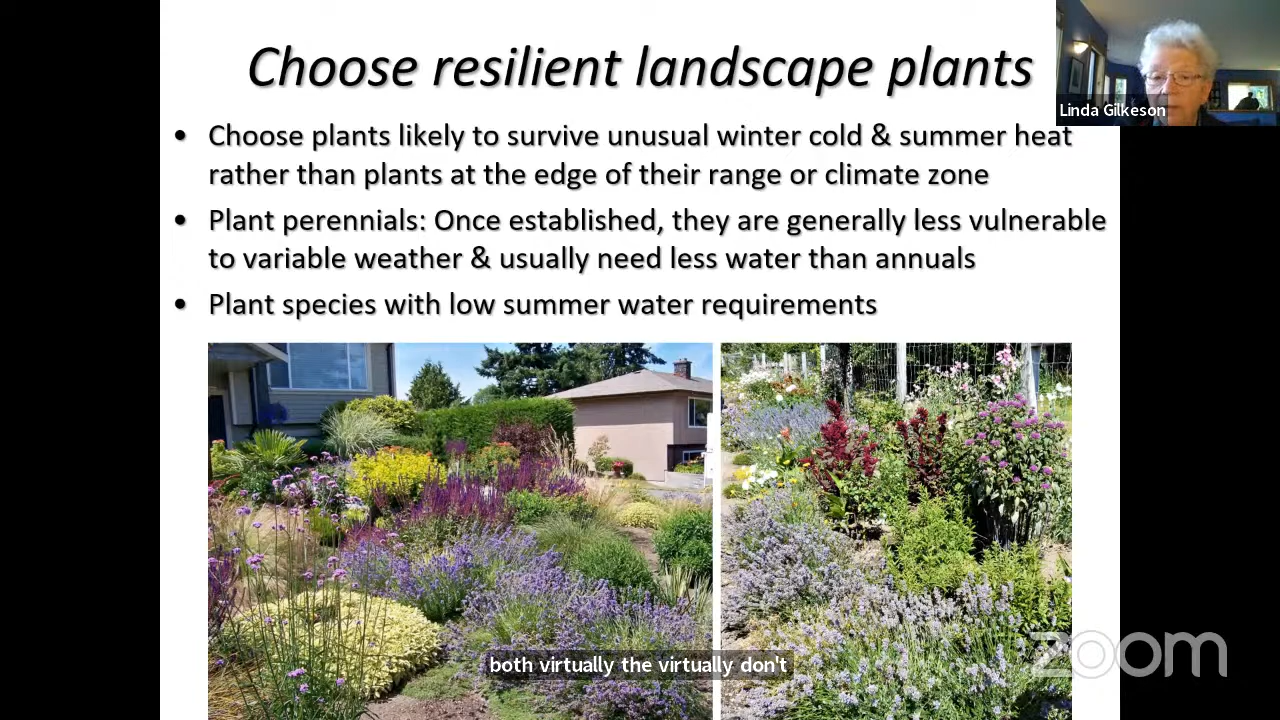 Choose resilient landscape plants
Linda Gilkeson
• Choose plants likely to survive unusual winter cold & summer heat
rather than plants at the edge of their range or climate zone
• Plant perennials: Once established, they are generally less vulnerable
to variable weather & usually need less water than annuals
• Plant species with low summer water requirements
both virtually the virtually don't
zoom